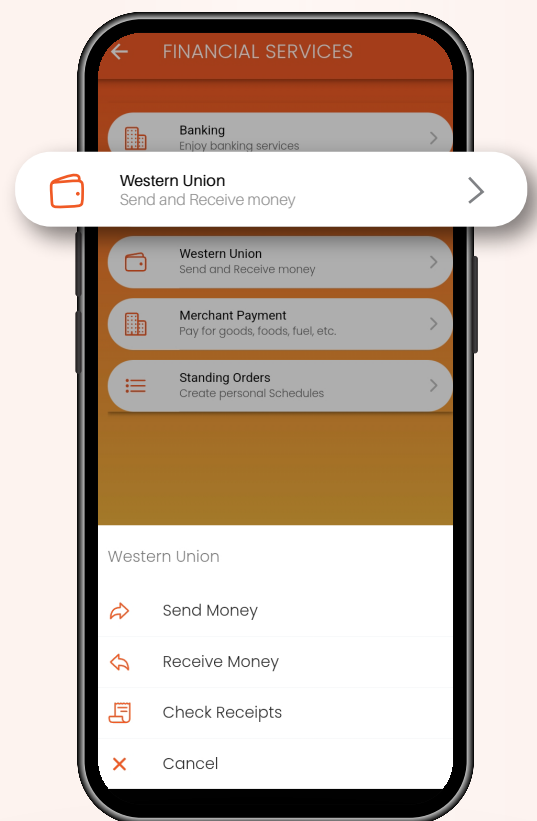 FINANCIAL SERVICES
Banking
Enjoy banking services
Western Union
Send and Receive money
Western Union
Send and Receive money
Merchant Payment
Pay for goods, foods, fuel, etc.
Standing Orders
Create personal Schedules
Western Union
Send Money
Receive Money
Check Receipts
Cancel